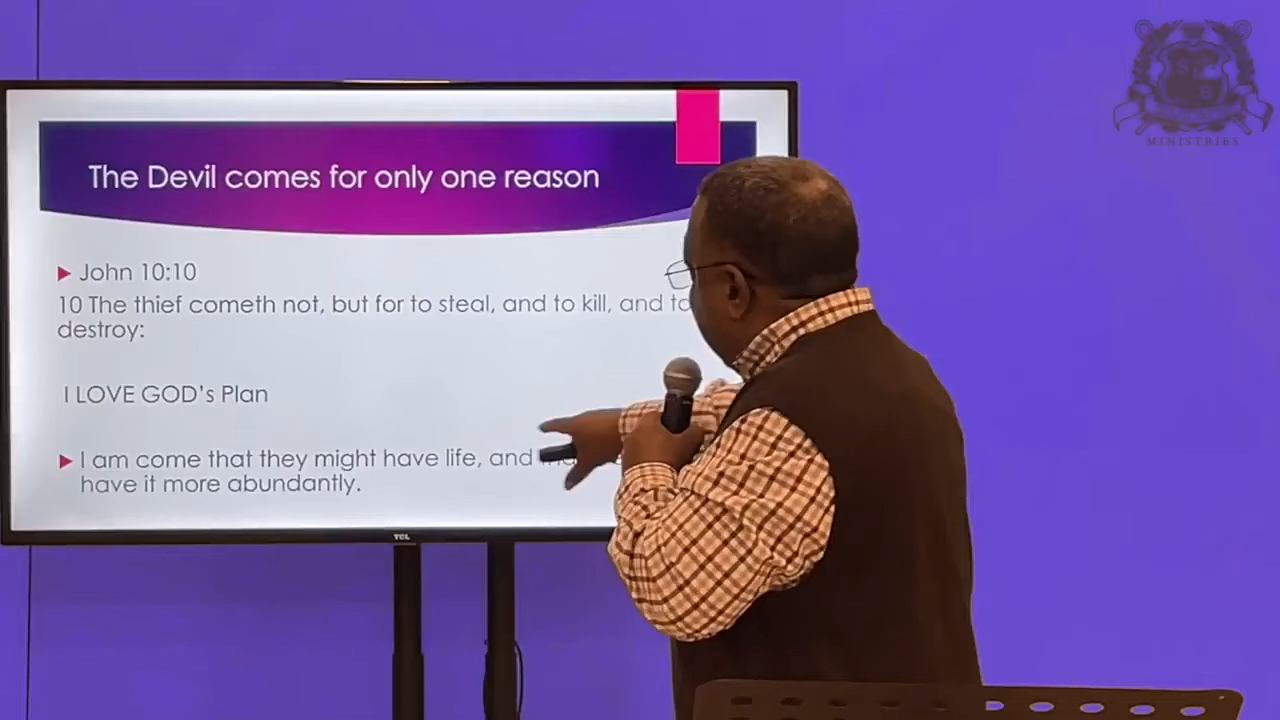 The Devil comes for only one reason
John 10:10
10 The thief cometh not, but for to steal, and to kill, and to
destroy:
I LOVE GOD's Plan
I am come that they might have life, and
have it more abundantly.
TCL
MINISTRIES